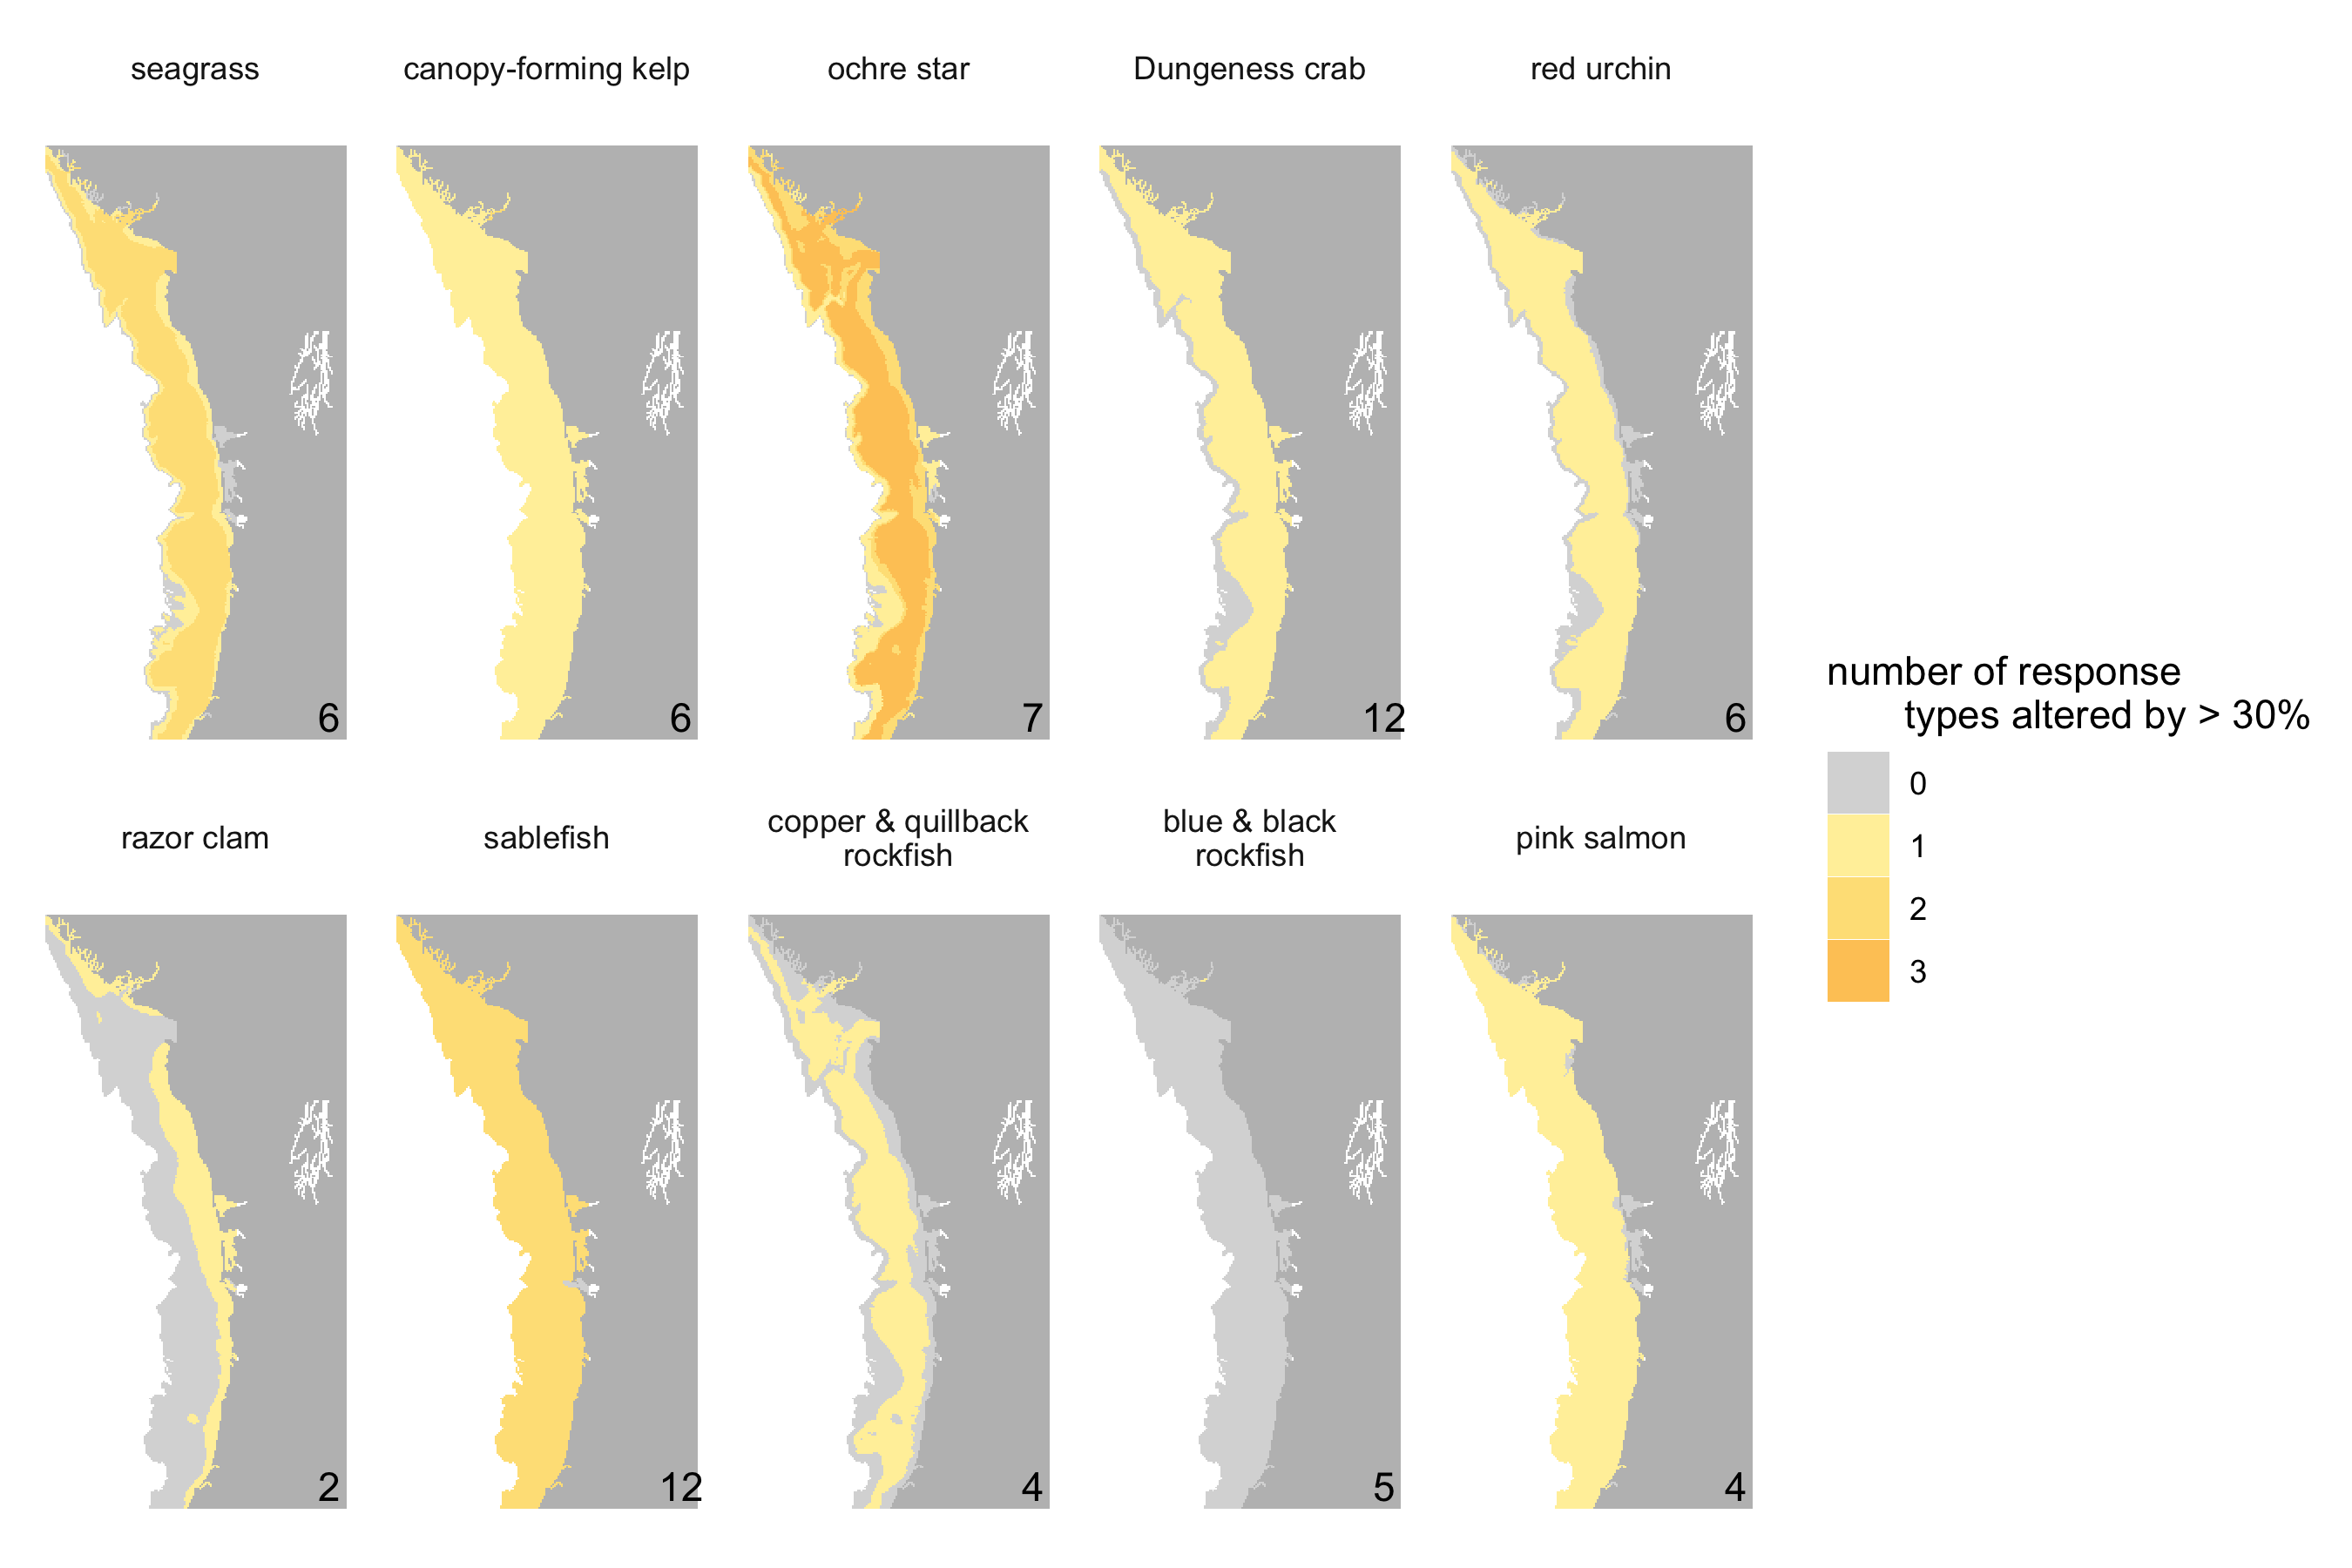 seagrass
canopy-forming kelp
ochre star
Dungeness crab
red urchin
6
6
7
12
6
number of response
types altered by > 30%
0
1
2
3
razor clam
sablefish
copper & quillback
rockfish
blue & black
rockfish
pink salmon
2
12
4
5
4